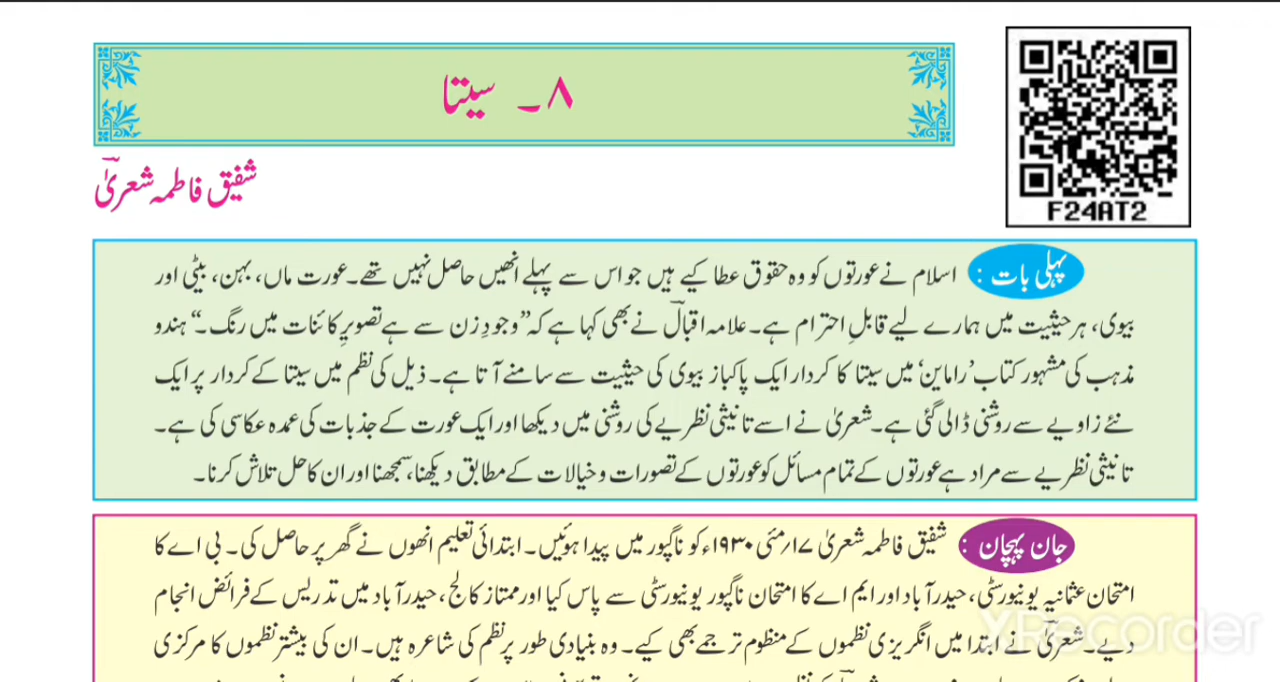 ۸۔ سیتا
F24AT2
شفیق فاطمہ شعریٰ
پہلی بات : اسلام نے عورتوں کو وہ حقوق عطا کیے ہیں جو اس سے پہلے انھیں حاصل نہیں تھے۔ عورت ماں، بہن، بیٹی اور
بیوی، ہر حیثیت میں ہمارے لیے قابلِ احترام ہے۔ علامہ اقبالؔ نے بھی کہا ہے کہ ”وجودِ زن سے ہے تصویرِ کائنات میں رنگ۔“ ہندو
مذہب کی مشہور کتاب ’راماین‘ میں سیتا کا کردار ایک پاکباز بیوی کی حیثیت سے سامنے آتا ہے۔ ذیل کی نظم میں سیتا کے کردار پر ایک
نئے زاویے سے روشنی ڈالی گئی ہے۔ شعریٰ نے اسے تانیثی نظریے کی روشنی میں دیکھا اور ایک عورت کے جذبات کی عمدہ عکاسی کی ہے۔
تانیثی نظریے سے مراد ہے عورتوں کے تمام مسائل کو عورتوں کے تصورات و خیالات کے مطابق دیکھنا، سمجھنا اور ان کا حل تلاش کرنا۔
جان پہچان : شفیق فاطمہ شعریٰ ۱۷؍مئی ۱۹۳۰ء کو ناگپور میں پیدا ہوئیں۔ ابتدائی تعلیم انھوں نے گھر پر حاصل کی۔ بی اے کا
امتحان عثمانیہ یونیورسٹی، حیدرآباد اور ایم اے کا امتحان ناگپور یونیورسٹی سے پاس کیا اور ممتاز کالج، حیدرآباد میں تدریس کے فرائض انجام
دیے۔ شعریٰؔ نے ابتدا میں انگریزی نظموں کے منظوم ترجمے بھی کیے۔ وہ بنیادی طور پر نظم کی شاعرہ ہیں۔ ان کی بیشتر نظموں کا مرکزی
XRecorder